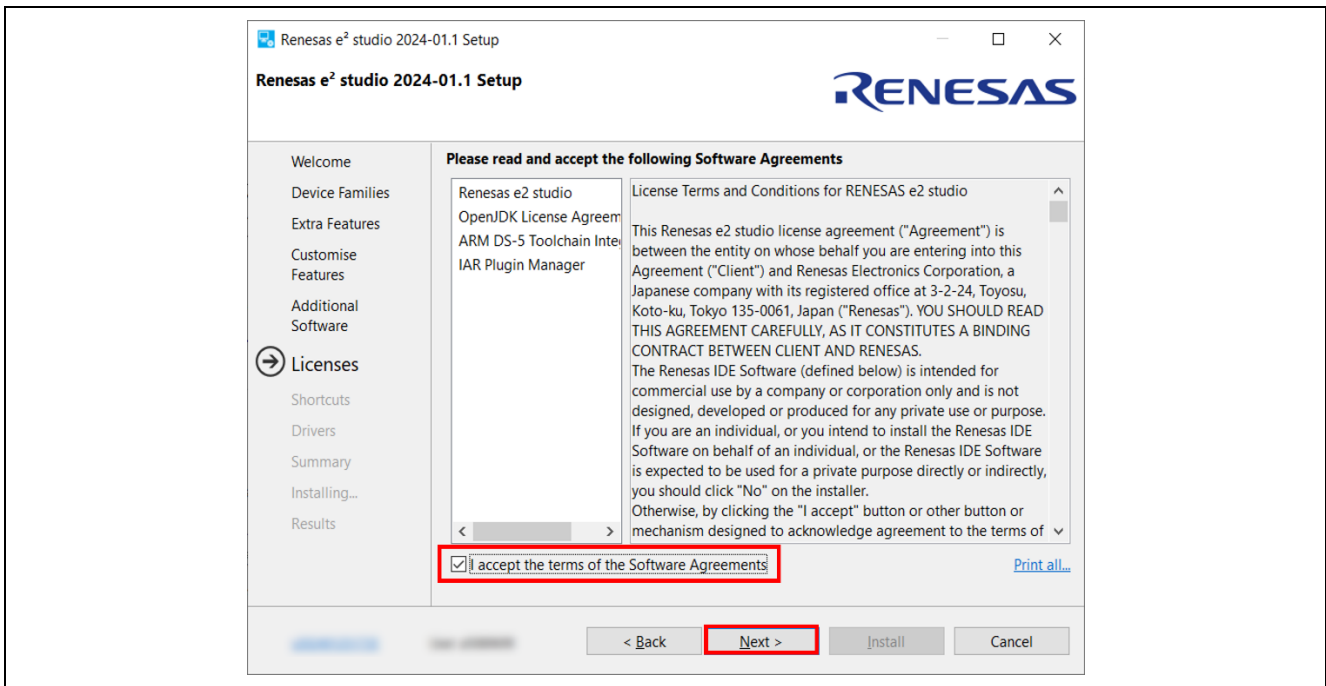 Renesas e² studio 2024-01.1 Setup
Renesas e² studio 2024-01.1 Setup
RENESAS
Welcome
Device Families
Extra Features
Customise
Features
Additional
Software
Licenses
Shortcuts
Drivers
Summary
Installing...
Results
Please read and accept the following Software Agreements
Renesas e2 studio
OpenJDK License Agreem
ARM DS-5 Toolchain Inte
IAR Plugin Manager
License Terms and Conditions for RENESAS e2 studio
This Renesas e2 studio license agreement ("Agreement") is
between the entity on whose behalf you are entering into this
Agreement ("Client") and Renesas Electronics Corporation, a
Japanese company with its registered office at 3-2-24, Toyosu,
Koto-ku, Tokyo 135-0061, Japan ("Renesas"). YOU SHOULD READ
THIS AGREEMENT CAREFULLY, AS IT CONSTITUTES A BINDING
CONTRACT BETWEEN CLIENT AND RENESAS.
The Renesas IDE Software (defined below) is intended for
commercial use by a company or corporation only and is not
designed, developed or produced for any private use or purpose.
If you are an individual, or you intend to install the Renesas IDE
Software on behalf of an individual, or the Renesas IDE Software
is expected to be used for a private purpose directly or indirectly,
you should click "No" on the installer.
Otherwise, by clicking the "I accept" button or other button or
mechanism designed to acknowledge agreement to the terms of
I accept the terms of the Software Agreements
Print all...
< Back
Next >
Install
Cancel